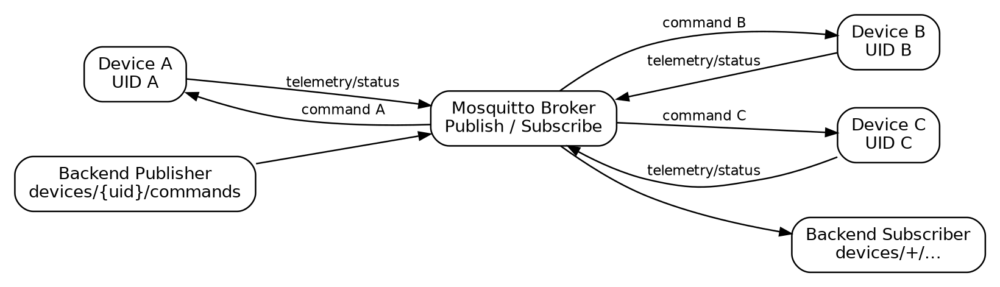 Device A
UID A
telemetry/status
command A
Backend Publisher
devices/{uid}/commands
Mosquitto Broker
Publish / Subscribe
command B
telemetry/status
Device B
UID B
command C
Device C
UID C
telemetry/status
Backend Subscriber
devices/+/...